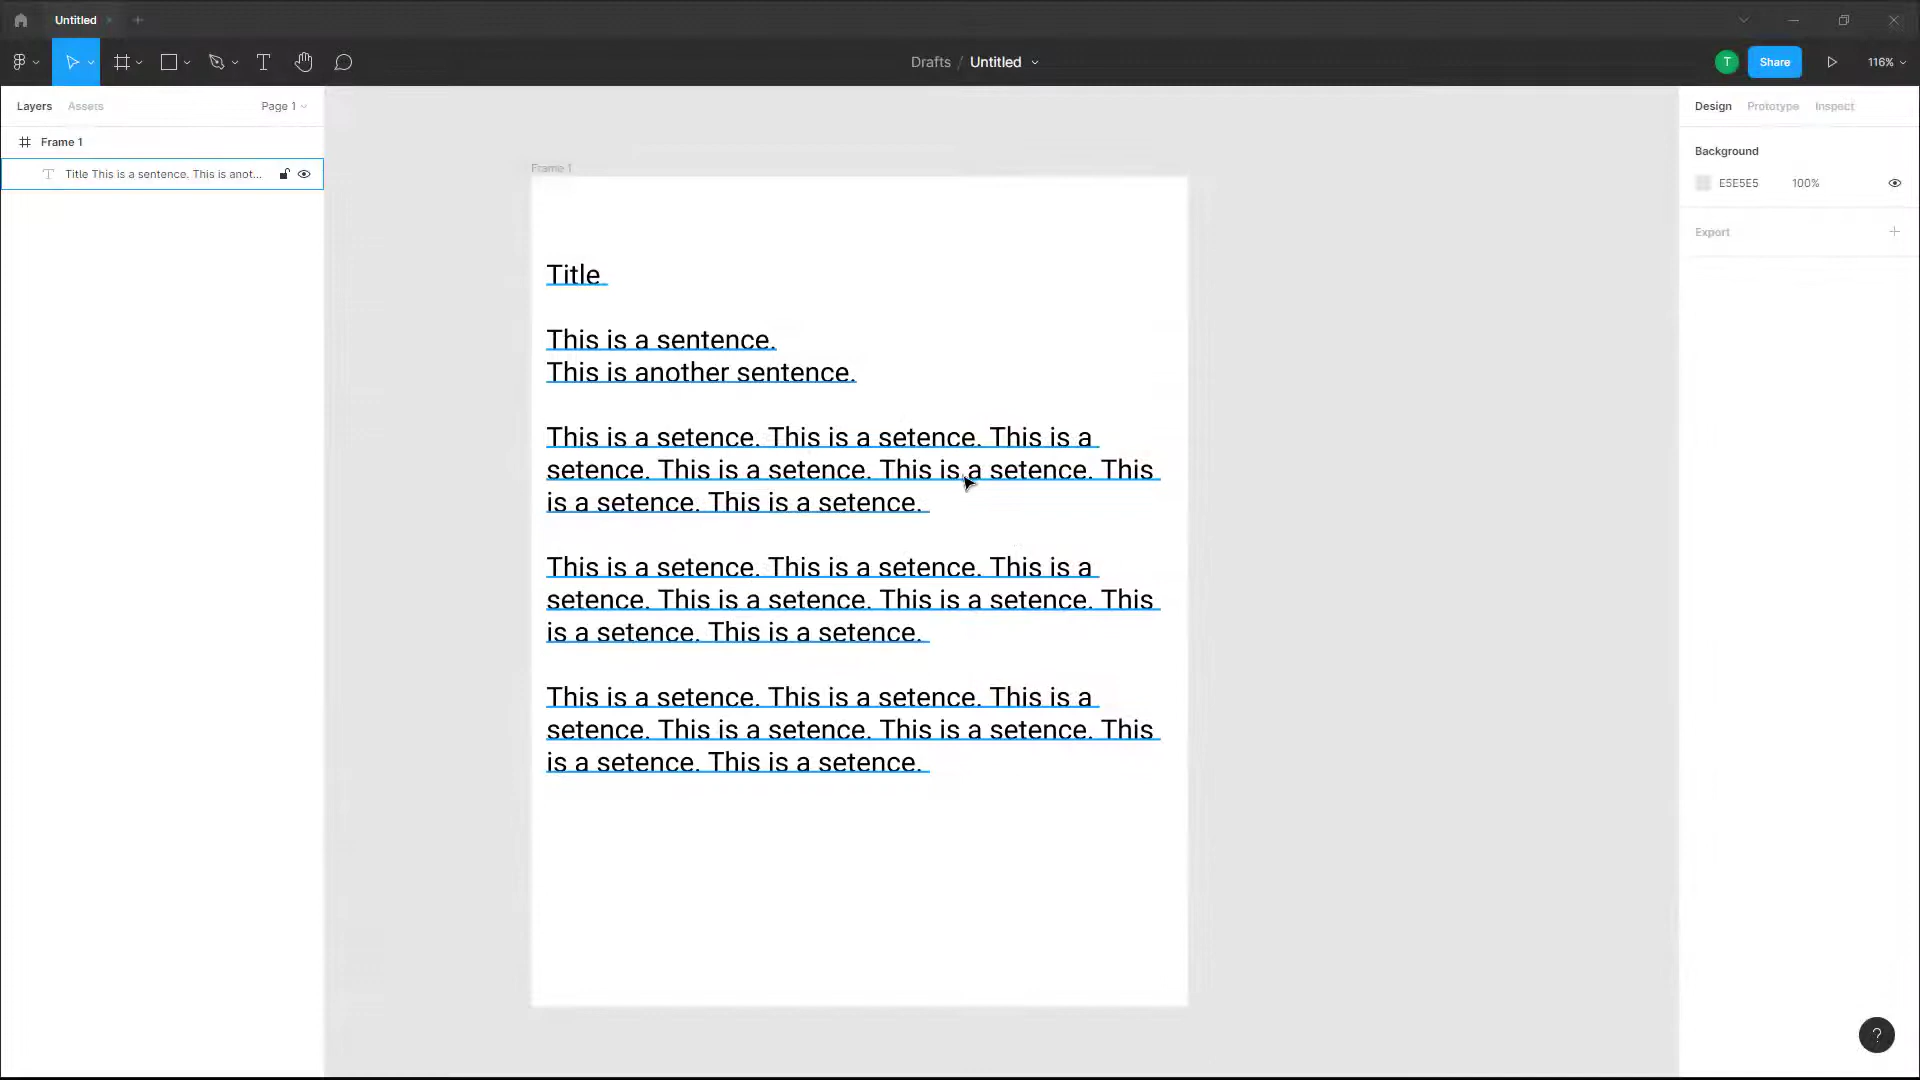 Untitled
Drafts / Untitled
T
Share
116%
Layers
Assets
Page 1
Design
Prototype
Inspect
Frame 1
Title This is a sentence. This is anot...
Background
E5E5E5
100%
Export
Frame 1
Title
This is a sentence.
This is another sentence.
This is a setence. This is a setence. This is a
setence. This is a setence. This is a setence. This
is a setence. This is a setence.
This is a setence. This is a setence. This is a
setence. This is a setence. This is a setence. This
is a setence. This is a setence.
This is a setence. This is a setence. This is a
setence. This is a setence. This is a setence. This
is a setence. This is a setence.
?